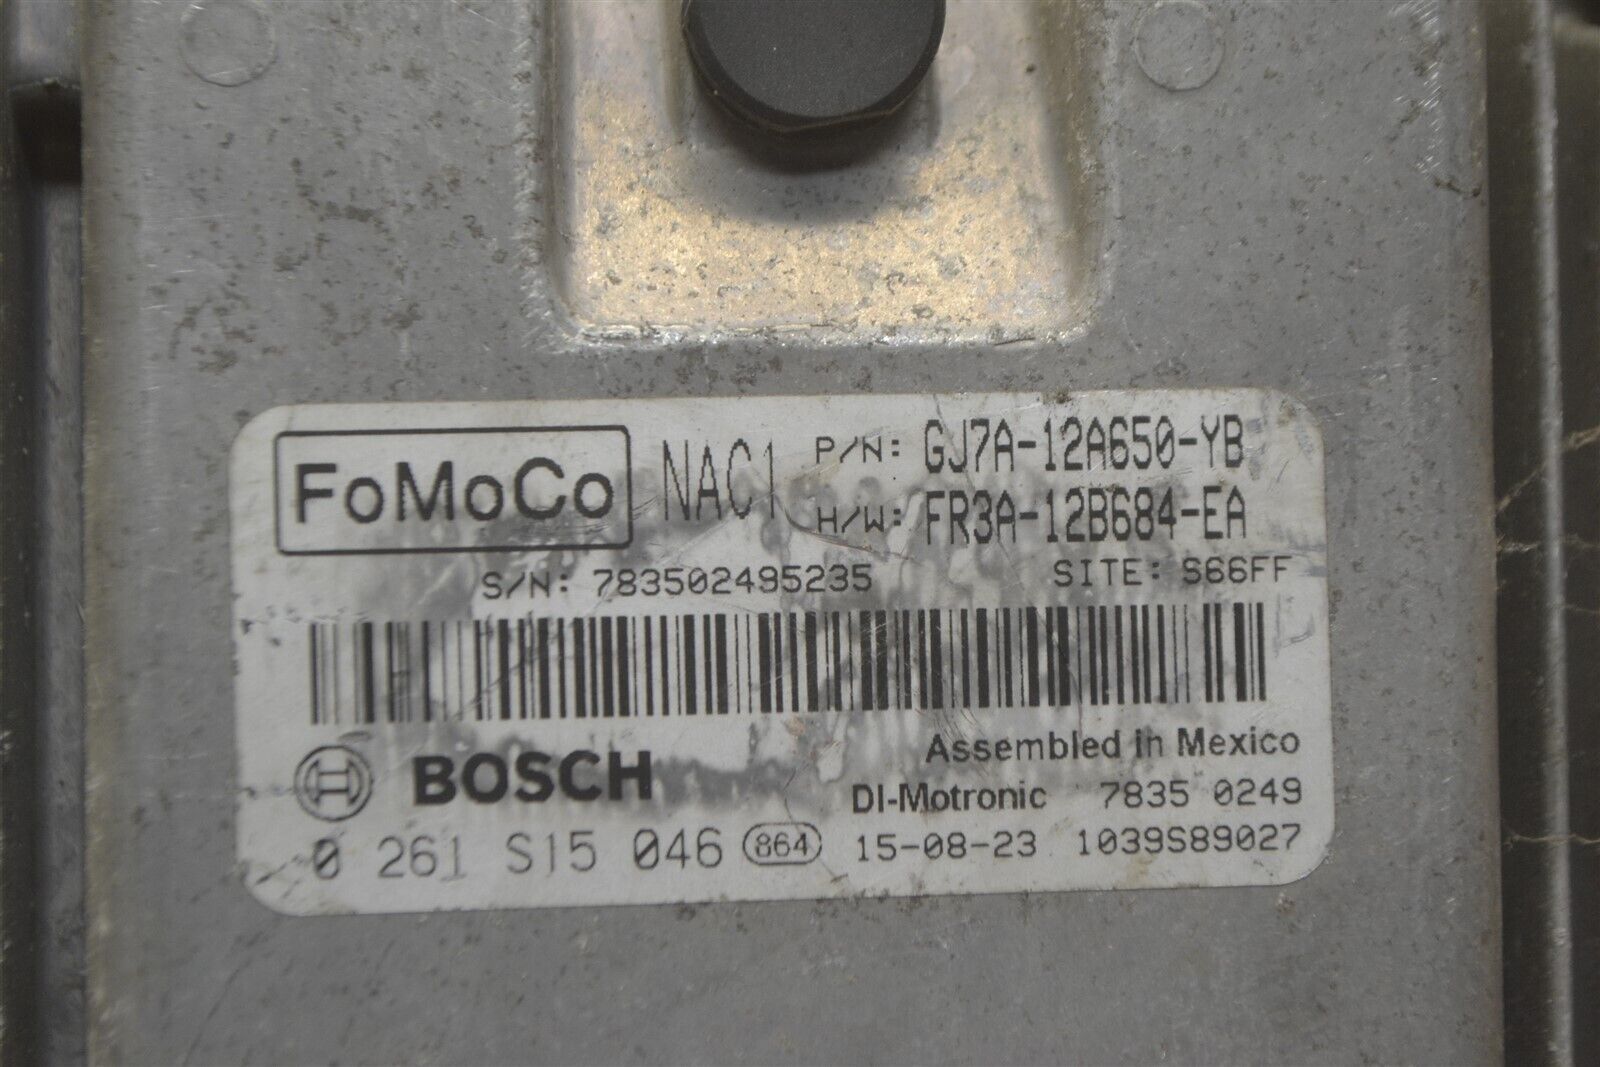 FoMoCo NAC1 P/N: GJ7A-12A650-YB
H/W: FR3A-12B684-EA
S/N: 783502495235 SITE: S66FF
BOSCH Assembled in Mexico
DI-Motronic 7835 0249
0 261 S15 046 864 15-08-23 1039S89027